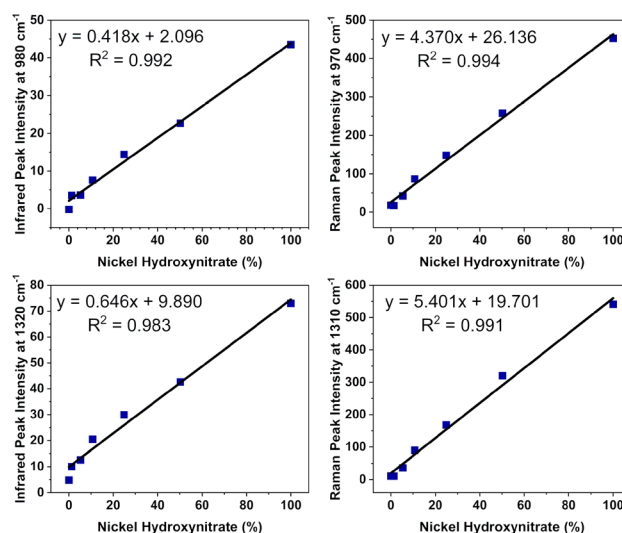 y = 0.418x + 2.096
R² = 0.992
Infrared Peak Intensity at 980 cm⁻¹
50
40
30
20
10
0
0 20 40 60 80 100
Nickel Hydroxynitrate (%)
y = 4.370x + 26.136
R² = 0.994
Raman Peak Intensity at 970 cm⁻¹
500
400
300
200
100
0
0 20 40 60 80 100
Nickel Hydroxynitrate (%)
y = 0.646x + 9.890
R² = 0.983
Infrared Peak Intensity at 1320 cm⁻¹
80
70
60
50
40
30
20
10
0
0 20 40 60 80 100
Nickel Hydroxynitrate (%)
y = 5.401x + 19.701
R² = 0.991
Raman Peak Intensity at 1310 cm⁻¹
600
500
400
300
200
100
0
0 20 40 60 80 100
Nickel Hydroxynitrate (%)